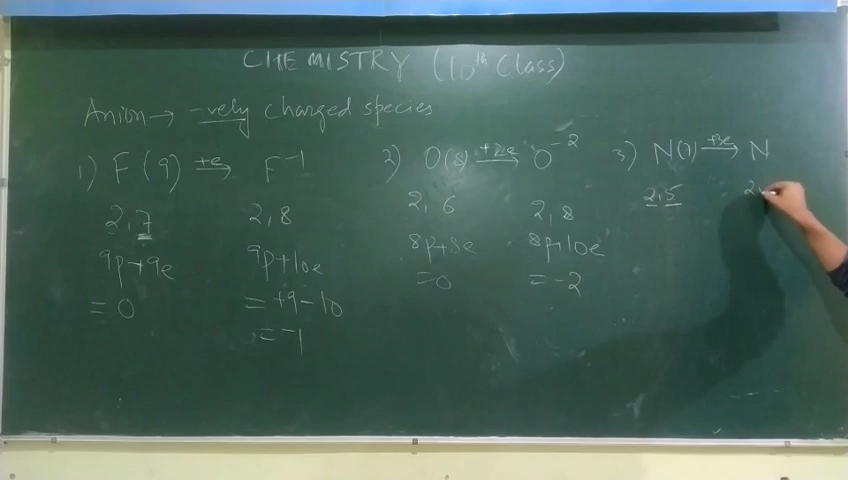 CHEMISTRY (10th Class)
Anion → -vely charged species
1) F (9) +e → F-1
2,7 2,8
9p+9e 9p+10e
= 0 = +9-10
= -1
2) O(8) +2e → O-2
2,6 2,8
8p+8e 8p+10e
=0 = -2
3) N(7) +3e → N
2,5 2,